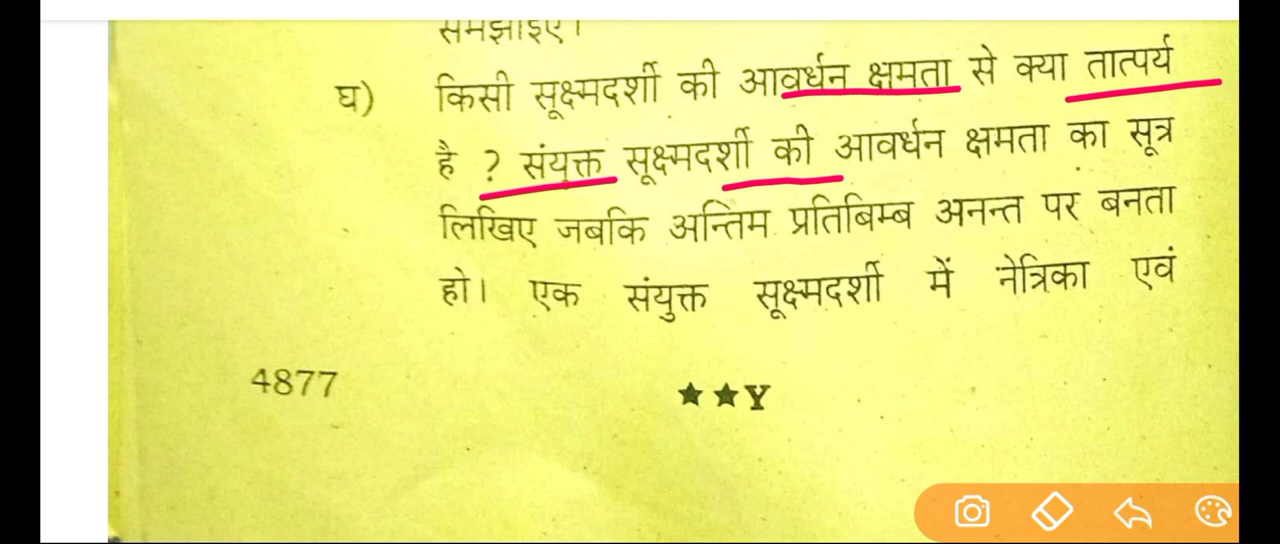 समझाइए।
घ) किसी सूक्ष्मदर्शी की आवर्धन क्षमता से क्या तात्पर्य
है ? संयुक्त सूक्ष्मदर्शी की आवर्धन क्षमता का सूत्र
लिखिए जबकि अन्तिम प्रतिबिम्ब अनन्त पर बनता
हो। एक संयुक्त सूक्ष्मदर्शी में नेत्रिका एवं
4877 ★★Y